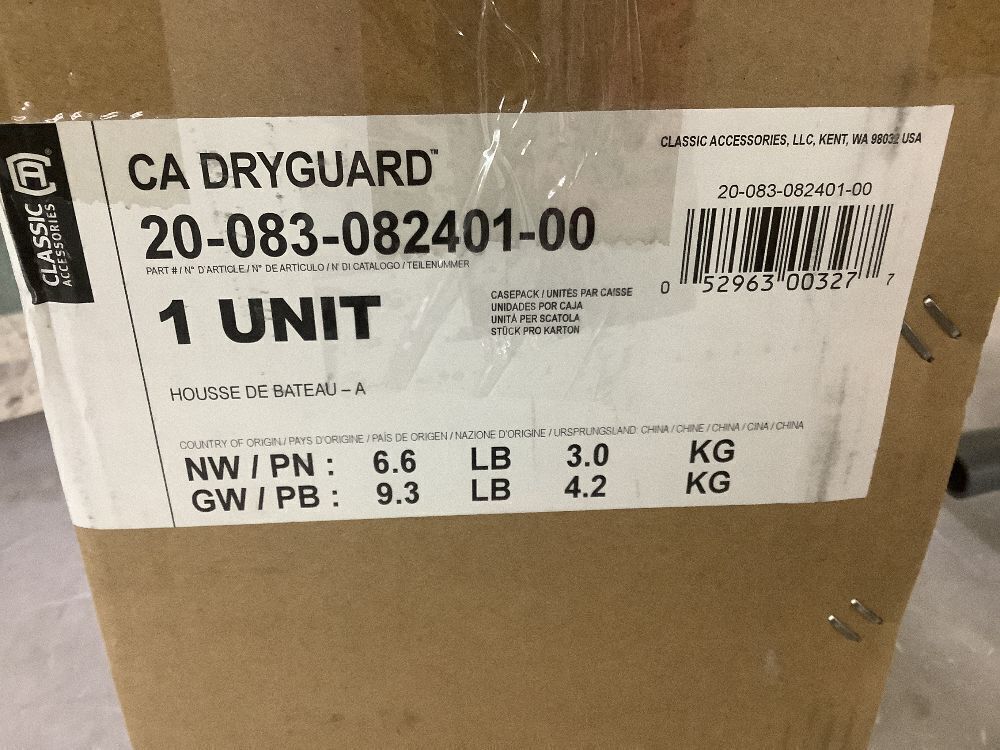 CLASSIC
ACCESSORIES
CA DRYGUARD™
20-083-082401-00
PART # / N° D'ARTICLE / N° DE ARTÍCULO / N° DI CATALOGO / TEILENUMMER
1 UNIT
CASEPACK / UNITÉS PAR CAISSE
UNIDADES POR CAJA
UNITÀ PER SCATOLA
STÜCK PRO KARTON
HOUSSE DE BATEAU – A
COUNTRY OF ORIGIN / PAYS D'ORIGINE / PAÍS DE ORIGEN / NAZIONE D'ORIGINE / URSPRUNGSLAND: CHINA / CHINE / CHINA / CINA / CHINA
NW / PN : 6.6 LB 3.0 KG
GW / PB : 9.3 LB 4.2 KG
CLASSIC ACCESSORIES, LLC, KENT, WA 98032 USA
20-083-082401-00
0 52963 00327 7